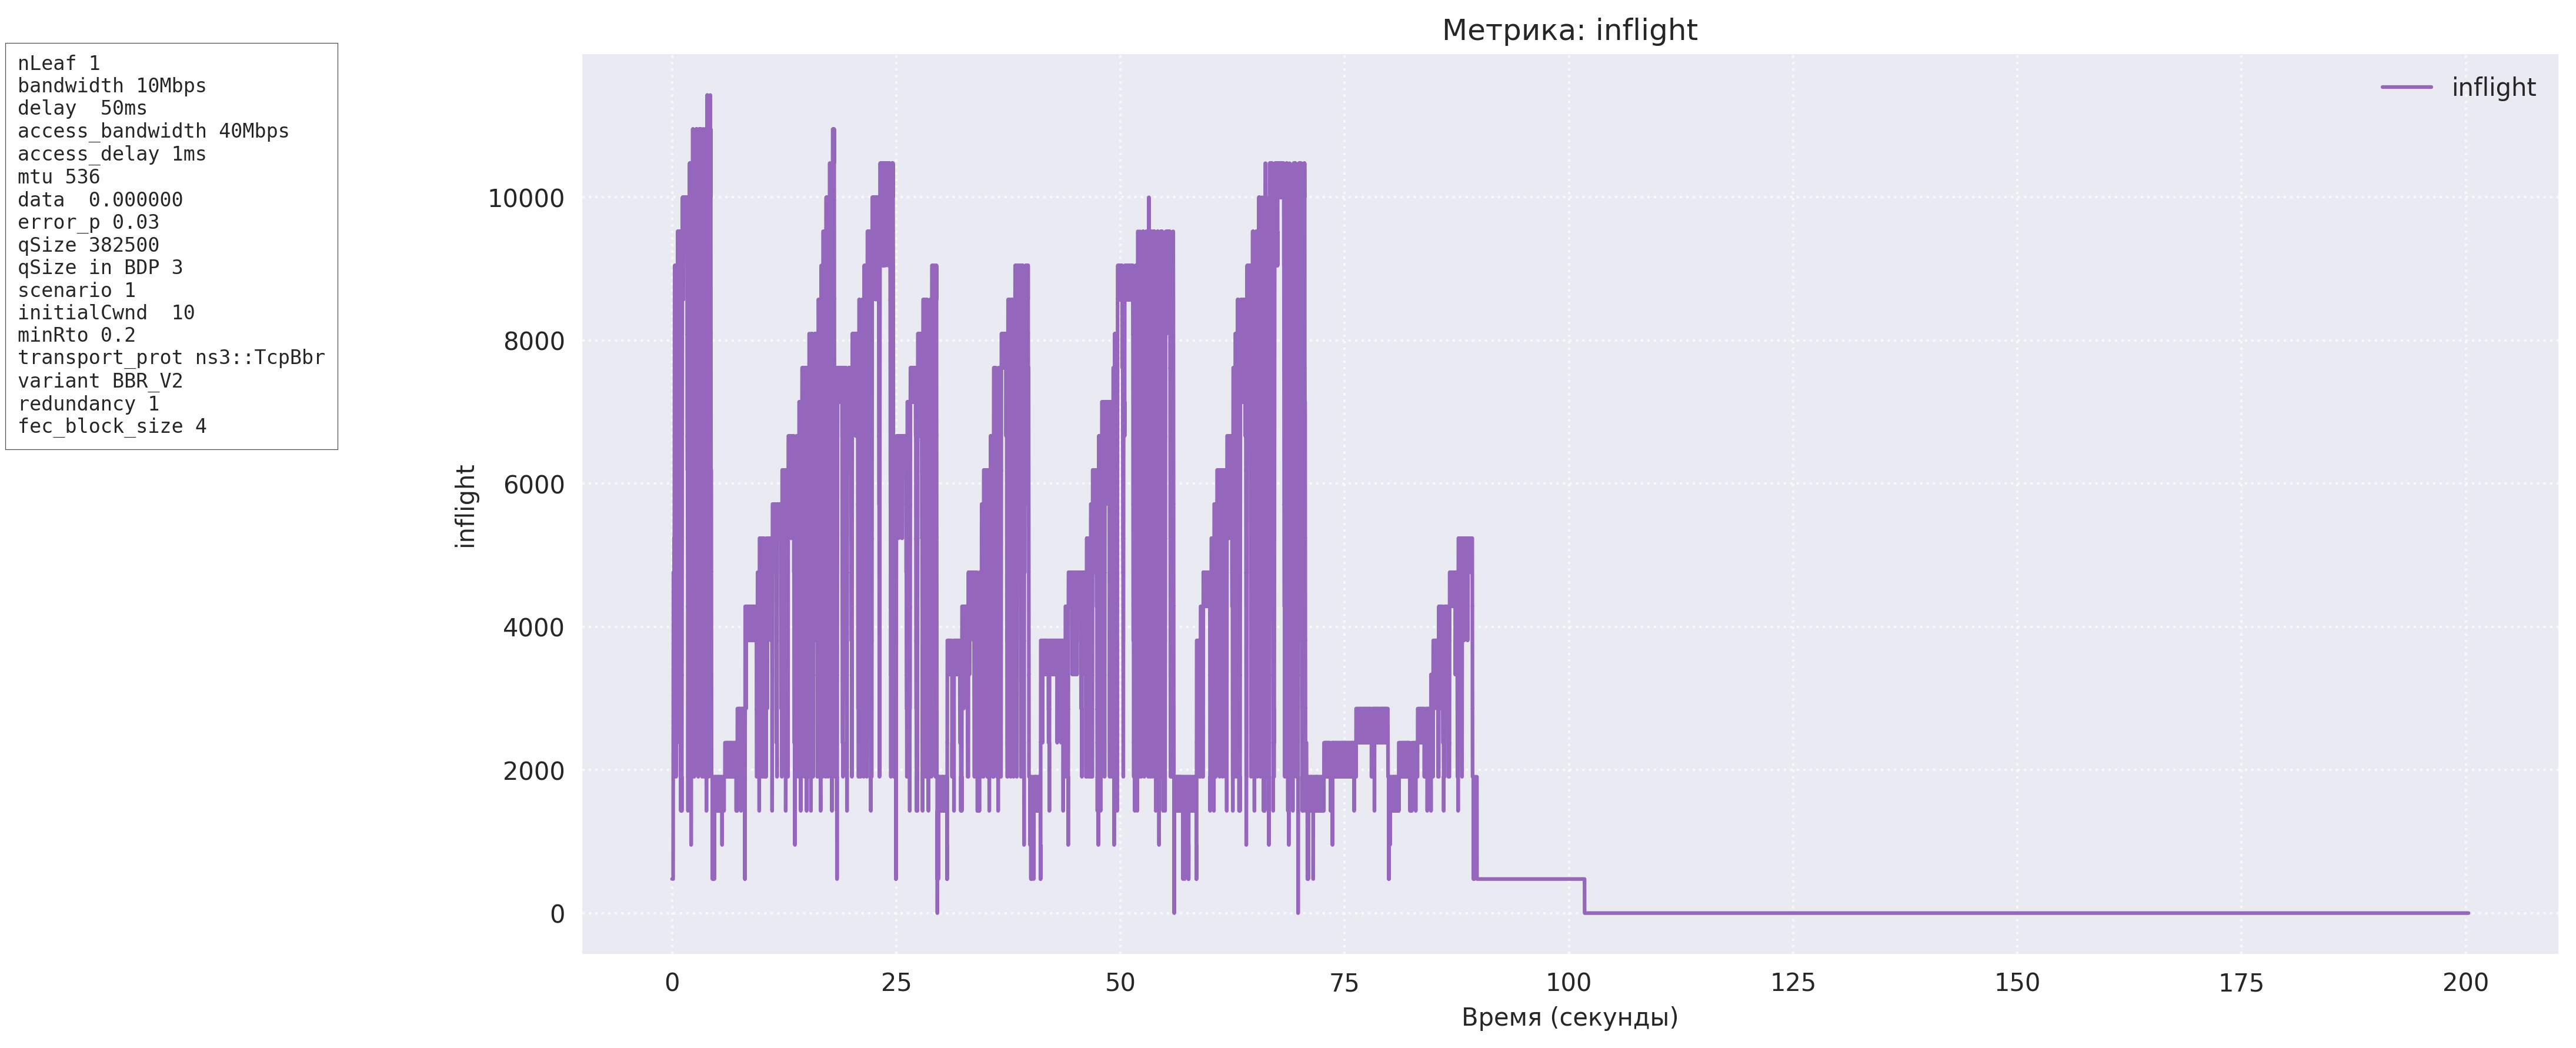 Метрика: inflight
nLeaf 1
bandwidth 10Mbps
delay  50ms
access_bandwidth 40Mbps
access_delay 1ms
mtu 536
data  0.000000
error_p 0.03
qSize 382500
qSize in BDP 3
scenario 1
initialCwnd  10
minRto 0.2
transport_prot ns3::TcpBbr
variant BBR_V2
redundancy 1
fec_block_size 4
inflight
inflight
10000
8000
6000
4000
2000
0
0 25 50 75 100 125 150 175 200
Время (секунды)